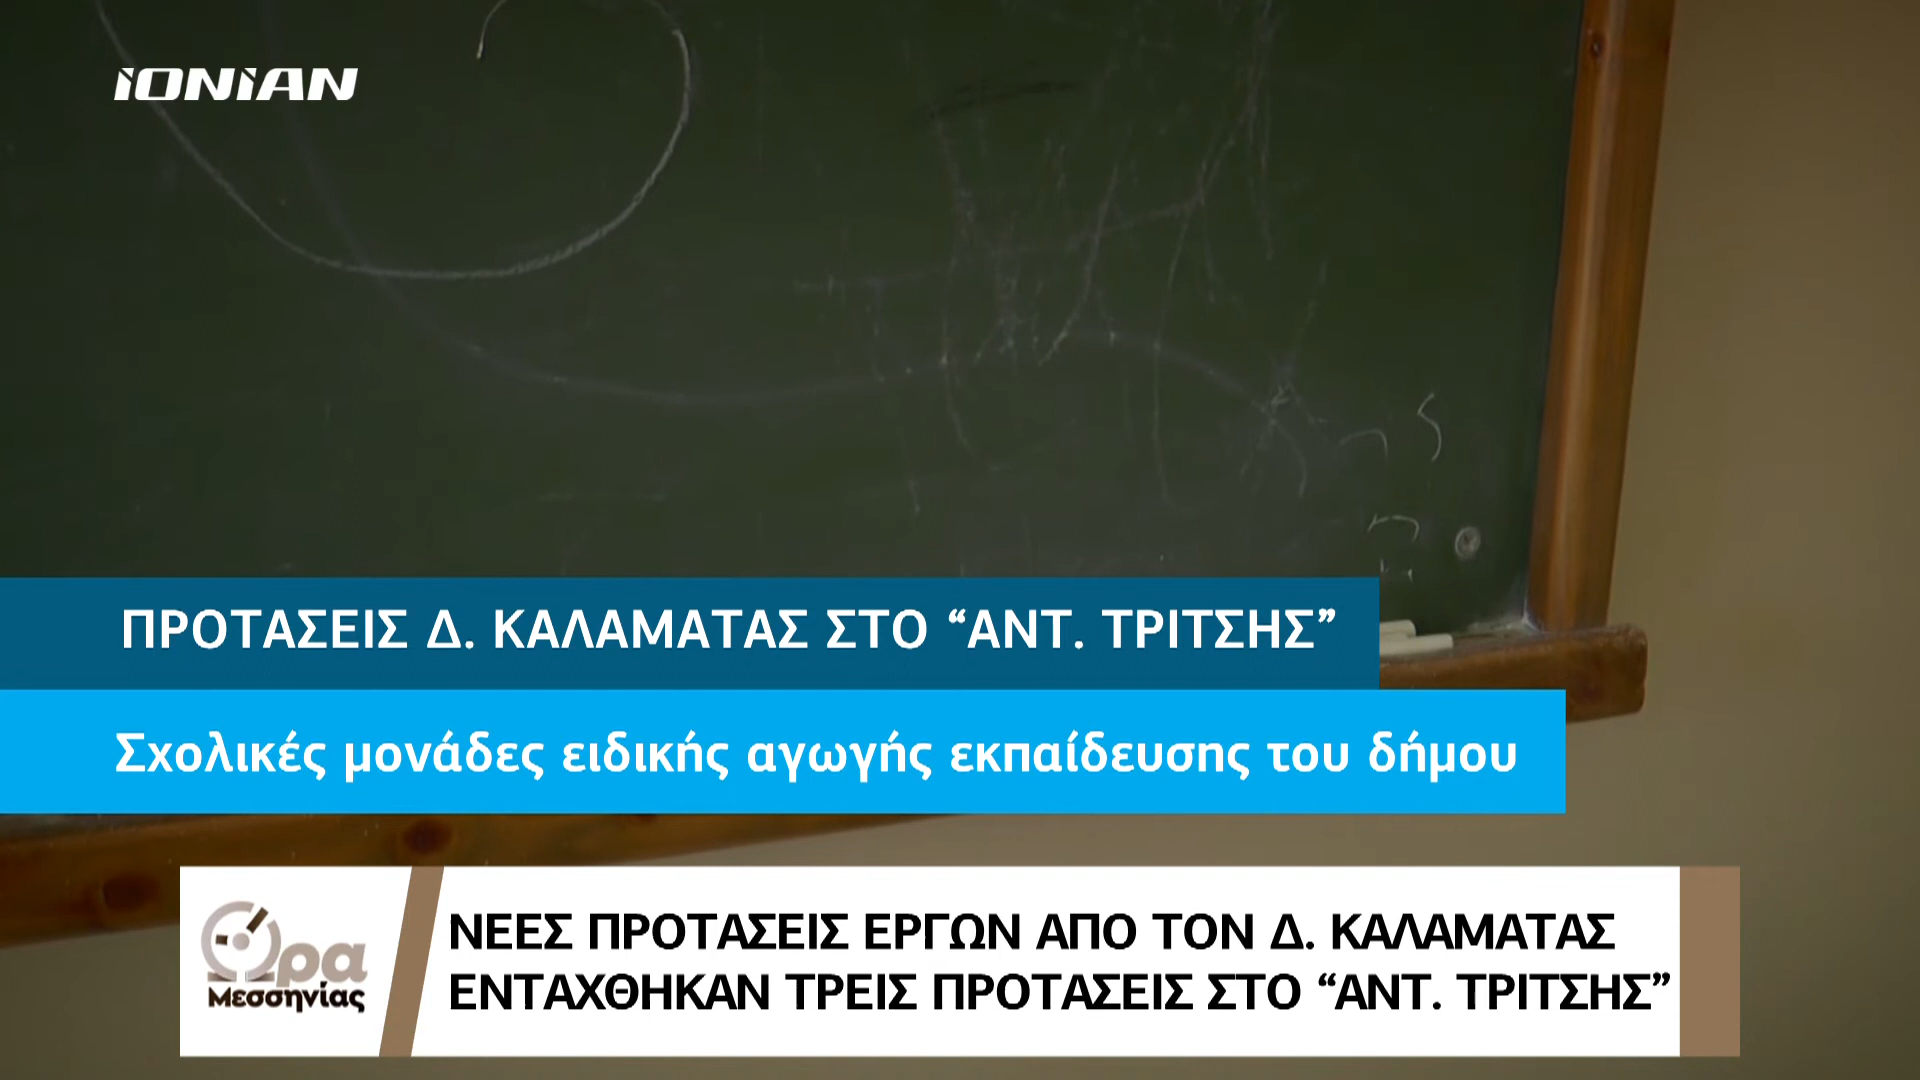 IONIAN
ΠΡΟΤΑΣΕΙΣ Δ. ΚΑΛΑΜΑΤΑΣ ΣΤΟ “ΑΝΤ. ΤΡΙΤΣΗΣ”
Σχολικές μονάδες ειδικής αγωγής εκπαίδευσης του δήμου
Ώρα
Μεσσηνίας
ΝΕΕΣ ΠΡΟΤΑΣΕΙΣ ΕΡΓΩΝ ΑΠΟ ΤΟΝ Δ. ΚΑΛΑΜΑΤΑΣ
ΕΝΤΑΧΘΗΚΑΝ ΤΡΕΙΣ ΠΡΟΤΑΣΕΙΣ ΣΤΟ “ΑΝΤ. ΤΡΙΤΣΗΣ”